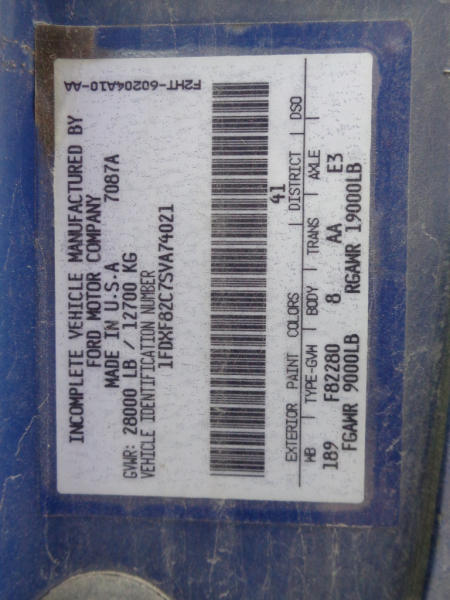 INCOMPLETE VEHICLE MANUFACTURED BY
FORD MOTOR COMPANY
MADE IN U.S.A 7087A
GVWR: 28000 LB / 12700 KG
VEHICLE IDENTIFICATION NUMBER
1FDXF82C7SVA74021
F2HT-60204A10-AA
41
EXTERIOR PAINT COLORS DISTRICT DSO
WB TYPE-GVW BODY TRANS AXLE
189 F82280 8 AA E3
FGAWR 9000LB RGAWR 19000LB